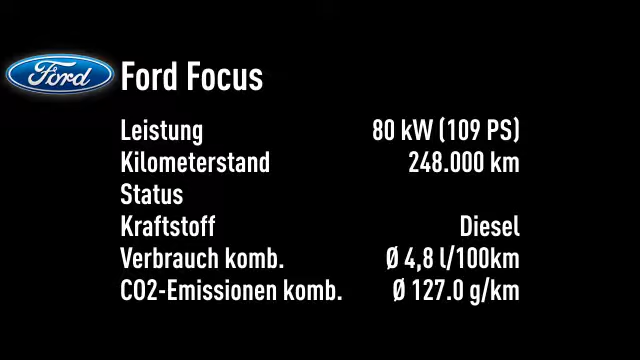 Ford Ford Focus
Leistung 80 kW (109 PS)
Kilometerstand 248.000 km
Status
Kraftstoff Diesel
Verbrauch komb. Ø 4,8 l/100km
CO2-Emissionen komb. Ø 127.0 g/km